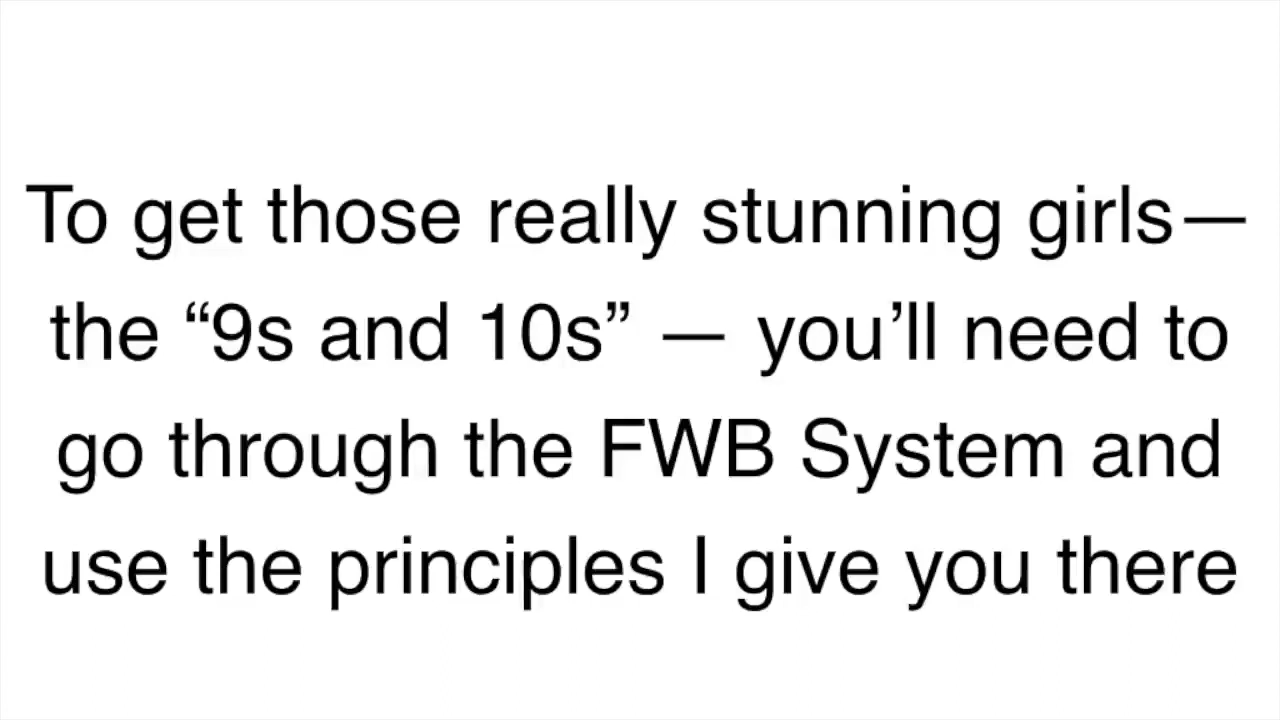 To get those really stunning girls—
the “9s and 10s” — you’ll need to
go through the FWB System and
use the principles I give you there